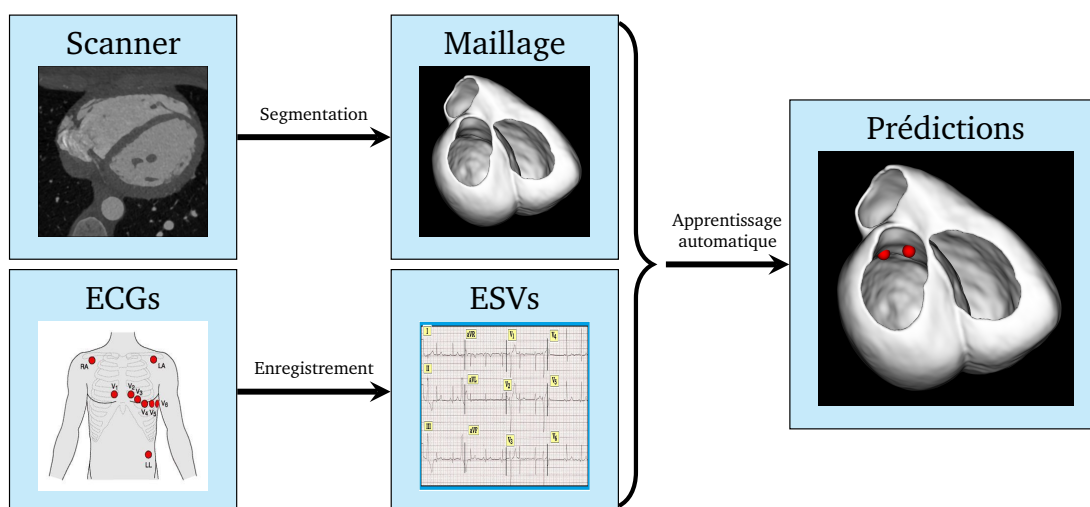 Scanner
Segmentation
Maillage
Prédictions
Apprentissage
automatique
ECGs
RA
LA
V1
V2
V3
V4
V5
V6
LL
Enregistrement
ESVs
I
aVR
V1
V4
II
aVL
V2
V5
III
aVF
V3
V6